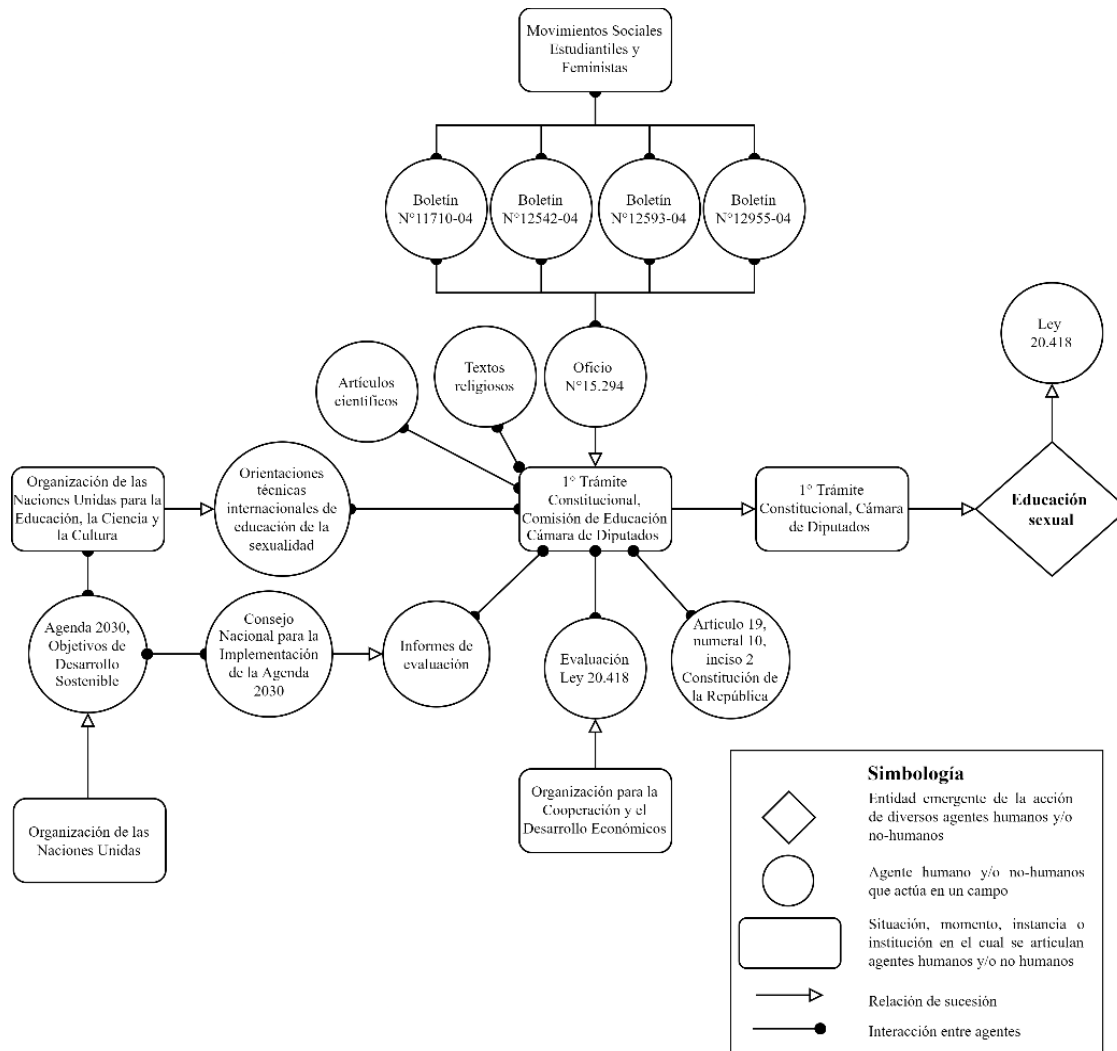 Movimientos Sociales
Estudiantiles y
Feministas
Boletín
N°11710-04
Boletín
N°12542-04
Boletín
N°12593-04
Boletín
N°12955-04
Ley
20.418
Artículos
científicos
Textos
religiosos
Oficio
N°15.294
Organización de las
Naciones Unidas para la
Educación, la Ciencia y
la Cultura
Orientaciones
técnicas
internacionales
de educación de la
sexualidad
1° Trámite
Constitucional,
Comisión de Educación
Cámara de Diputados
1° Trámite
Constitucional, Cámara
de Diputados
Educación
sexual
Agenda 2030,
Objetivos de
Desarrollo
Sostenible
Consejo
Nacional para la
Implementación
de la Agenda
2030
Informes de
evaluación
Evaluación
Ley 20.418
Artículo 19,
numeral 10,
inciso 2
Constitución de
la República
Organización de las
Naciones Unidas
Organización para la
Cooperación y el
Desarrollo Económicos
Simbología
Entidad emergente de la acción
de diversos agentes humanos y/o
no-humanos
Agente humano y/o no-humanos
que actúa en un campo
Situación, momento, instancia o
institución en el cual se articulan
agentes humanos y/o no humanos
Relación de sucesión
Interacción entre agentes